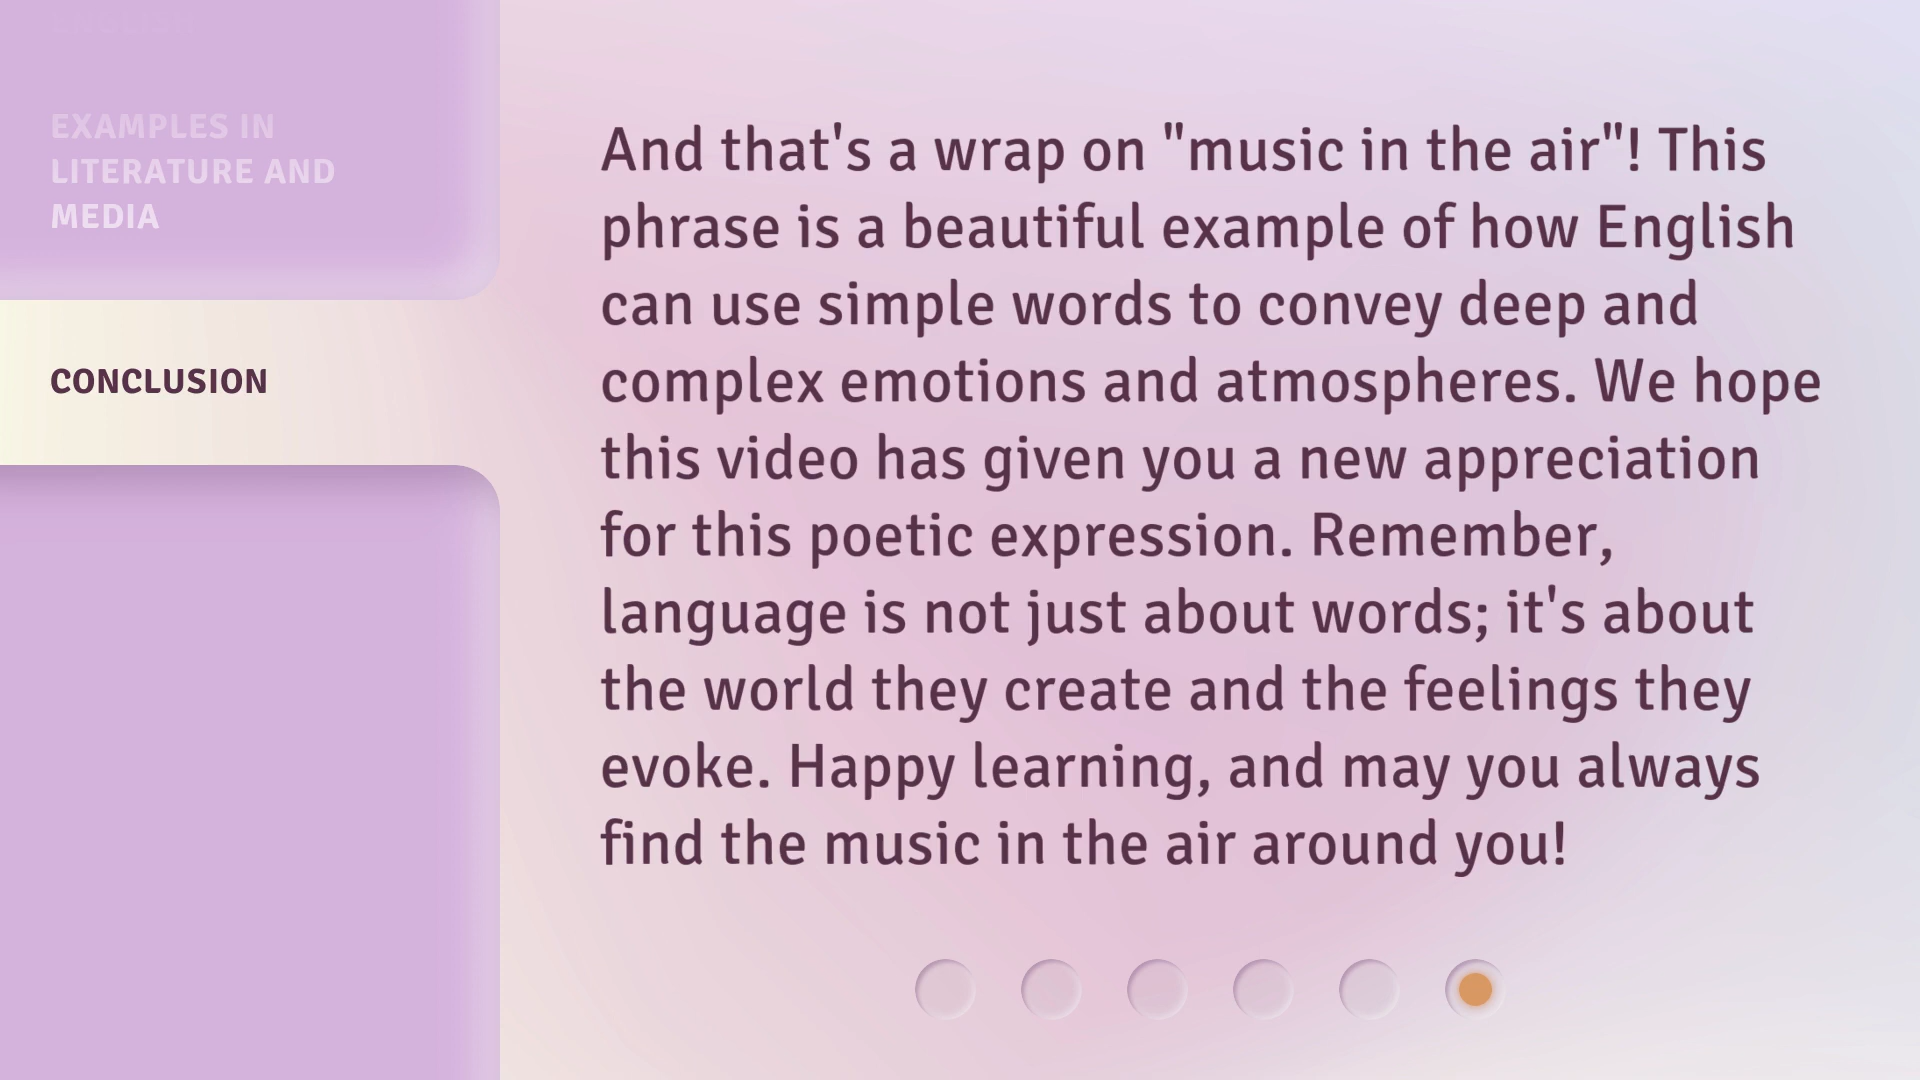 EXAMPLES IN
LITERATURE AND
MEDIA
CONCLUSION
And that's a wrap on "music in the air"! This
phrase is a beautiful example of how English
can use simple words to convey deep and
complex emotions and atmospheres. We hope
this video has given you a new appreciation
for this poetic expression. Remember,
language is not just about words; it's about
the world they create and the feelings they
evoke. Happy learning, and may you always
find the music in the air around you!